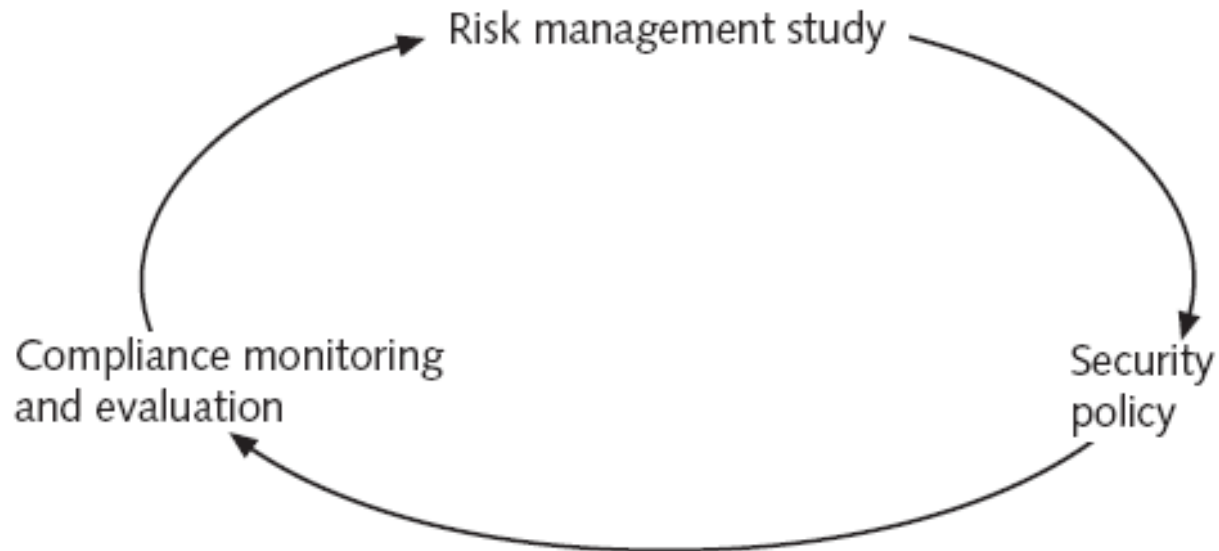 Risk management study
Compliance monitoring
and evaluation
Security
policy